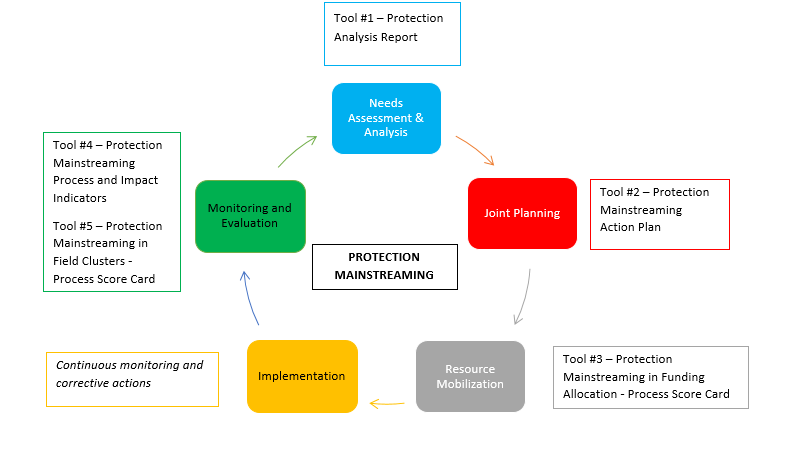 Tool #1 – Protection
Analysis Report
Needs
Assessment &
Analysis
Tool #4 – Protection
Mainstreaming
Process and Impact
Indicators
Tool #5 – Protection
Mainstreaming in
Field Clusters -
Process Score Card
Monitoring and
Evaluation
Joint Planning
Tool #2 – Protection
Mainstreaming
Action Plan
PROTECTION
MAINSTREAMING
Continuous monitoring and
corrective actions
Implementation
Resource
Mobilization
Tool #3 – Protection
Mainstreaming in Funding
Allocation - Process Score Card